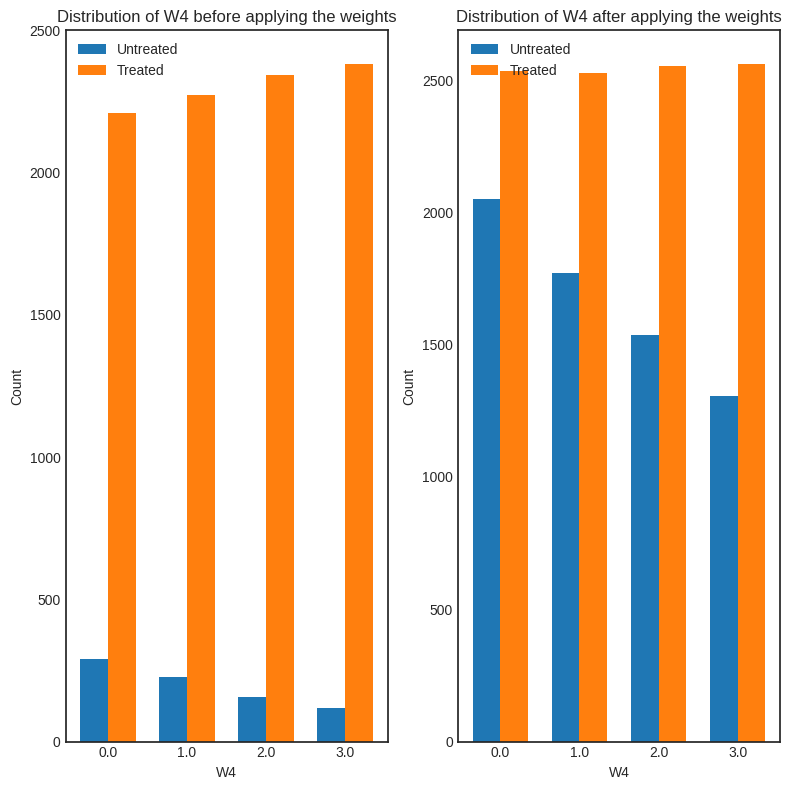 Distribution of W4 before applying the weights
Untreated
Treated
2500
2000
1500
1000
500
0
Count
0.0 1.0 2.0 3.0
W4
Distribution of W4 after applying the weights
Untreated
Treated
2500
2000
1500
1000
500
0
Count
0.0 1.0 2.0 3.0
W4